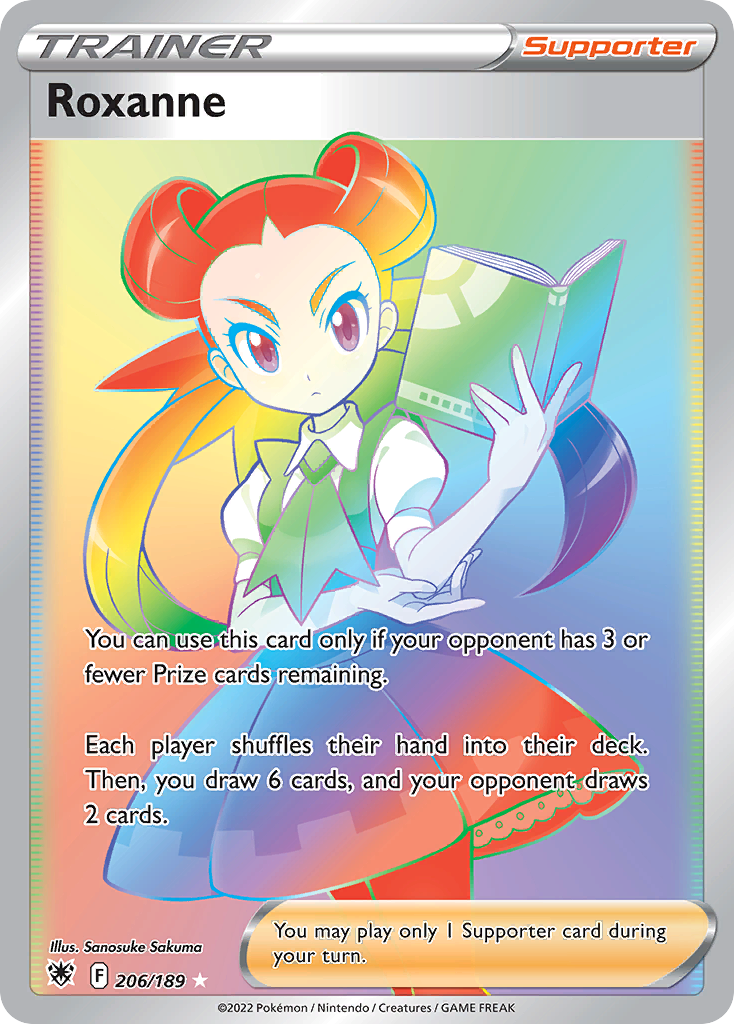 TRAINER Supporter
Roxanne
You can use this card only if your opponent has 3 or
fewer Prize cards remaining.
Each player shuffles their hand into their deck.
Then, you draw 6 cards, and your opponent draws
2 cards.
You may play only 1 Supporter card during
your turn.
Illus. Sanosuke Sakuma
F 206/189
©2022 Pokémon / Nintendo / Creatures / GAME FREAK